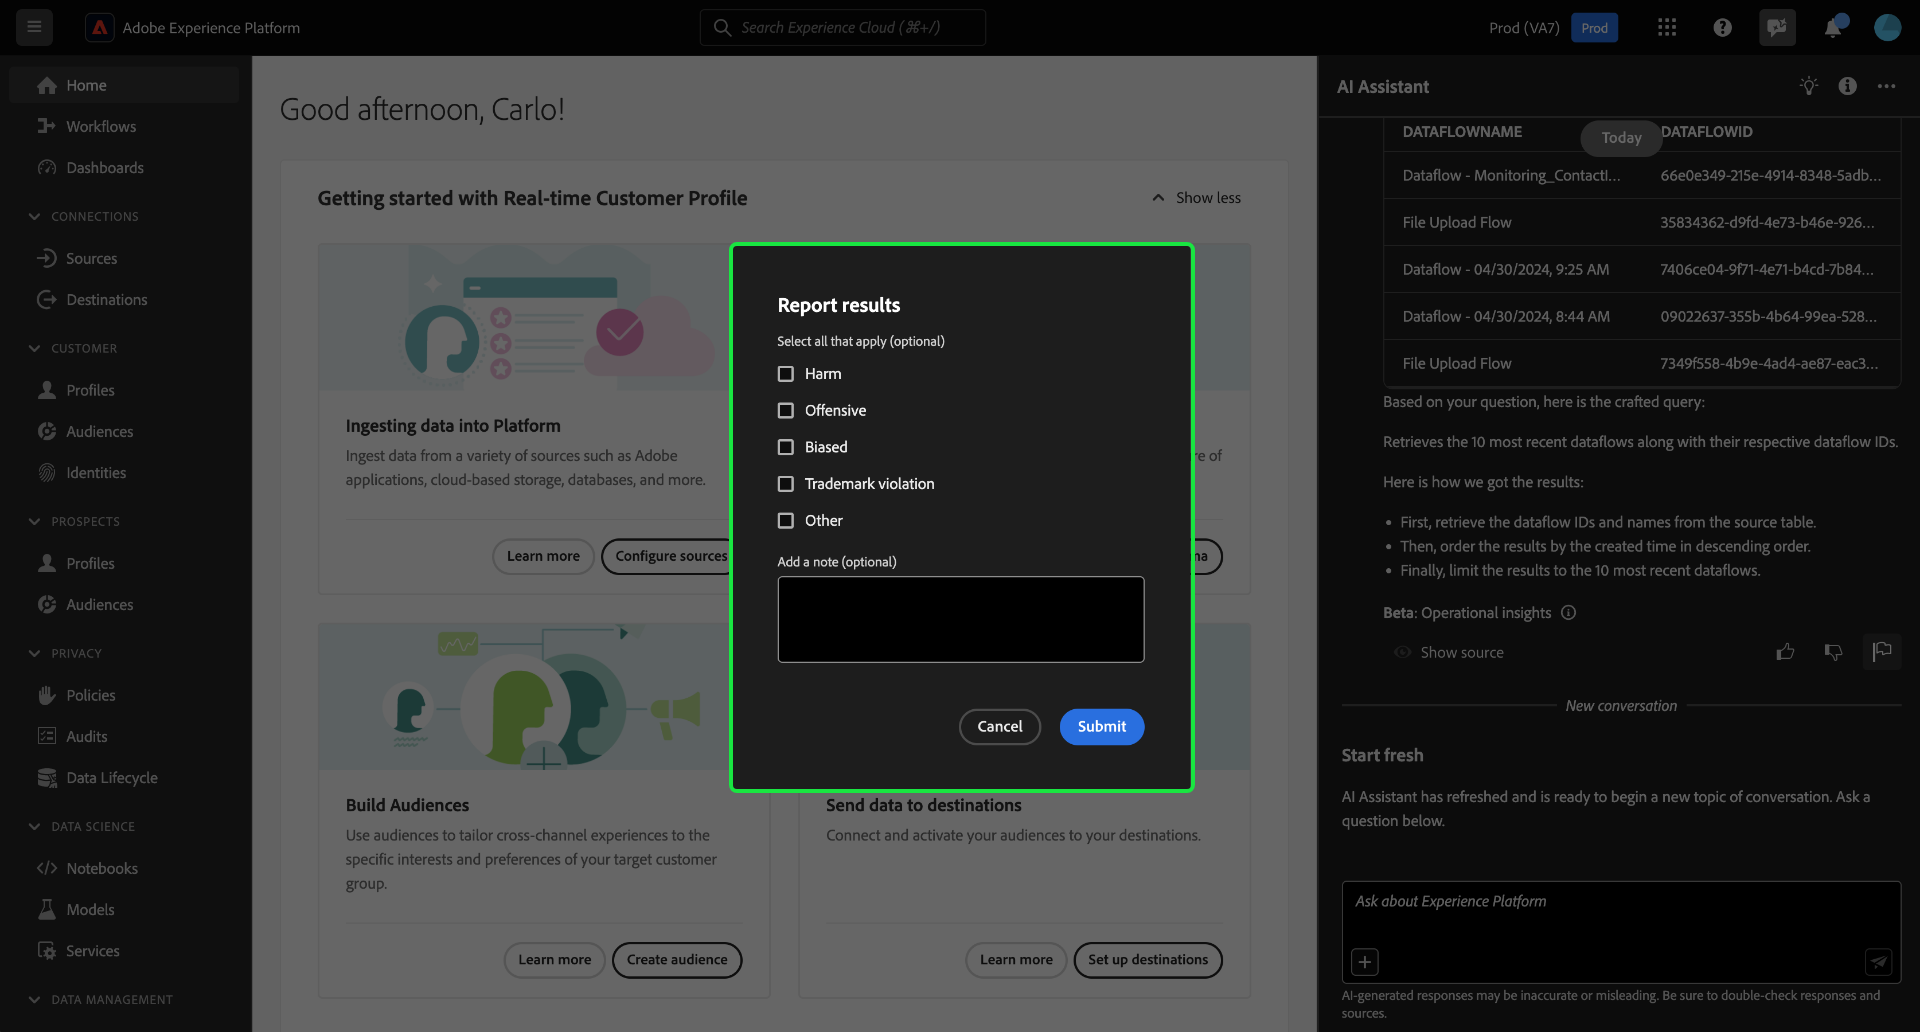 Adobe Experience Platform
Search Experience Cloud (⌘+/)
Prod (VA7)
Prod
Home
Workflows
Dashboards
CONNECTIONS
Sources
Destinations
CUSTOMER
Profiles
Audiences
Identities
PROSPECTS
Profiles
Audiences
PRIVACY
Policies
Audits
Data Lifecycle
DATA SCIENCE
Notebooks
Models
Services
DATA MANAGEMENT
Good afternoon, Carlo!
Getting started with Real-time Customer Profile
Show less
Ingesting data into Platform
Ingest data from a variety of sources such as Adobe
applications, cloud-based storage, databases, and more.
Learn more
Configure sources
Build Audiences
Use audiences to tailor cross-channel experiences to the
specific interests and preferences of your target customer
group.
Learn more
Create audience
Send data to destinations
Connect and activate your audiences to your destinations.
Learn more
Set up destinations
Report results
Select all that apply (optional)
Harm
Offensive
Biased
Trademark violation
Other
Add a note (optional)
Cancel
Submit
AI Assistant
Today
DATAFLOWNAME DATAFLOWID
Dataflow - Monitoring_ContactI... 66e0e349-215e-4914-8348-5adb...
File Upload Flow 35834362-d9fd-4e73-b46e-926...
Dataflow - 04/30/2024, 9:25 AM 7406ce04-9f71-4e71-b4cd-7b84...
Dataflow - 04/30/2024, 8:44 AM 09022637-355b-4b64-99ea-528...
File Upload Flow 7349f558-4b9e-4ad4-ae87-eac3...
Based on your question, here is the crafted query:
Retrieves the 10 most recent dataflows along with their respective dataflow IDs.
Here is how we got the results:
• First, retrieve the dataflow IDs and names from the source table.
• Then, order the results by the created time in descending order.
• Finally, limit the results to the 10 most recent dataflows.
Beta: Operational insights
Show source
New conversation
Start fresh
AI Assistant has refreshed and is ready to begin a new topic of conversation. Ask a
question below.
Ask about Experience Platform
AI-generated responses may be inaccurate or misleading. Be sure to double-check responses and
sources.